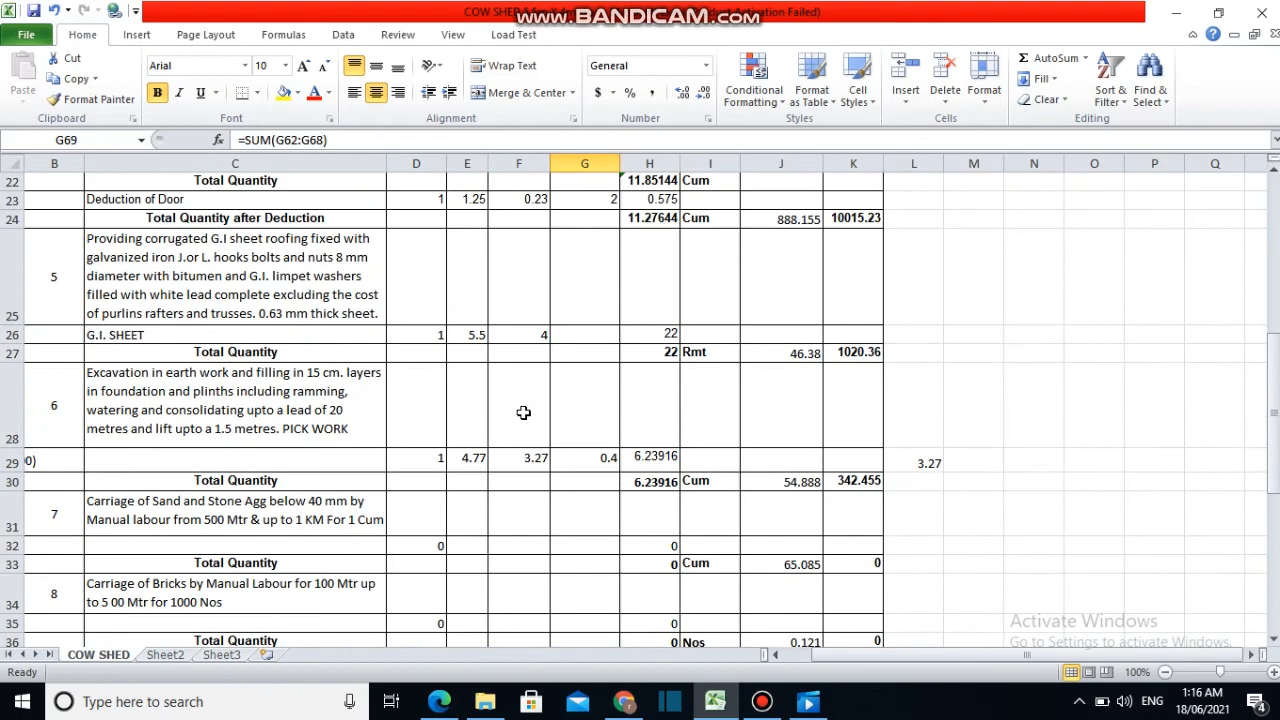 COW SHED 5.5m X 4m
Product Activation Failed)
www.BANDICAM.com
File Home Insert Page Layout Formulas Data Review View Load Test
Paste
Cut
Copy
Format Painter
Clipboard
Arial 10
B I U
Font
Wrap Text
Merge & Center
Alignment
General
$ % ,
Number
Conditional Formatting
Format as Table
Cell Styles
Styles
Insert Delete Format
Cells
AutoSum
Fill
Clear
Sort & Filter
Find & Select
Editing
G69 fx =SUM(G62:G68)
B C D E F G H I J K L M N O P Q
22 Total Quantity 11.85144 Cum
23 Deduction of Door 1 1.25 0.23 2 0.575
24 Total Quantity after Deduction 11.27644 Cum 888.155 10015.23
25 5 Providing corrugated G.I sheet roofing fixed with
galvanized iron J.or L. hooks bolts and nuts 8 mm
diameter with bitumen and G.I. limpet washers
filled with white lead complete excluding the cost
of purlins rafters and trusses. 0.63 mm thick sheet.
26 G.I. SHEET 1 5.5 4 22
27 Total Quantity 22 Rmt 46.38 1020.36
28 6 Excavation in earth work and filling in 15 cm. layers
in foundation and plinths including ramming,
watering and consolidating upto a lead of 20
metres and lift upto a 1.5 metres. PICK WORK
29 0) 1 4.77 3.27 0.4 6.23916 3.27
30 Total Quantity 6.23916 Cum 54.888 342.455
31 7 Carriage of Sand and Stone Agg below 40 mm by
Manual labour from 500 Mtr & up to 1 KM For 1 Cum
32 0 0
33 Total Quantity 0 Cum 65.085 0
34 8 Carriage of Bricks by Manual Labour for 100 Mtr up
to 5 00 Mtr for 1000 Nos
35 0 0
36 Total Quantity 0 Nos 0.121 0
Activate Windows
Go to Settings to activate Windows.
COW SHED Sheet2 Sheet3
Ready 100%
Type here to search
ENG
1:16 AM
18/06/2021
4